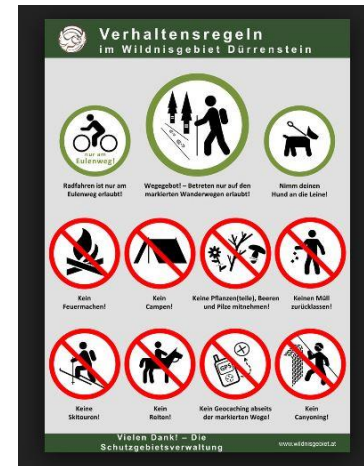 Verhaltensregeln
im Wildnisgebiet Dürrenstein
nur am
Eulenweg!
Radfahren ist nur am
Eulenweg erlaubt!
Wegegebot! – Betreten nur auf den
markierten Wanderwegen erlaubt!
Nimm deinen
Hund an die Leine!
Kein
Feuermachen!
Kein
Campen!
Keine Pflanzen(teile), Beeren
und Pilze mitnehmen!
Keinen Müll
zurücklassen!
Keine
Skitouren!
Kein
Reiten!
GPS
Kein Geocaching abseits
der markierten Wege!
Kein
Canyoning!
Vielen Dank! – Die
Schutzgebietsverwaltung
www.wildnisgebiet.at